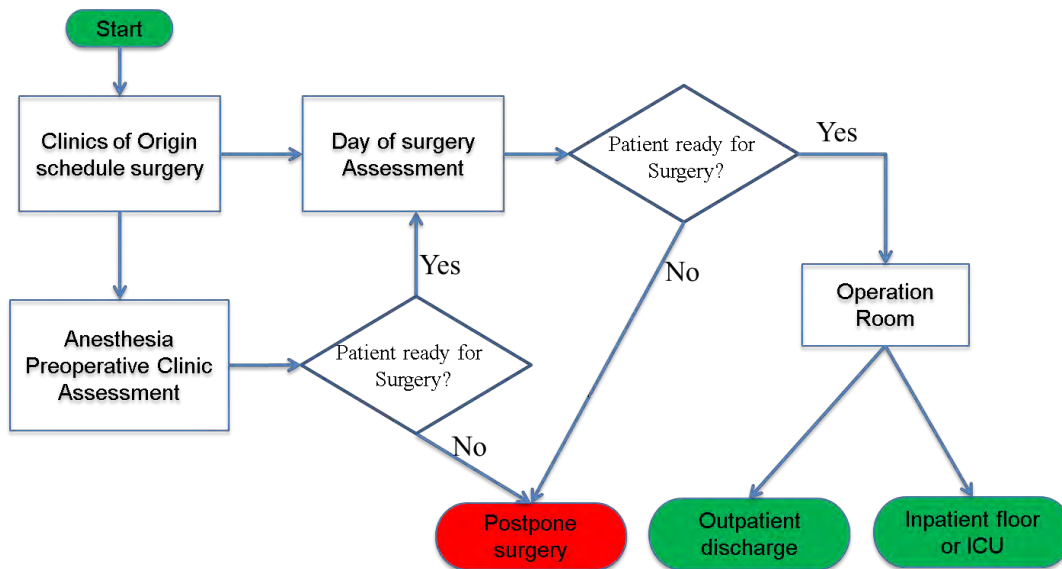 Start
Clinics of Origin
schedule surgery
Day of surgery
Assessment
Patient ready for
Surgery?
Yes
No
Yes
Operation
Room
Anesthesia
Preoperative Clinic
Assessment
Patient ready for
Surgery?
No
Postpone
surgery
Outpatient
discharge
Inpatient floor
or ICU